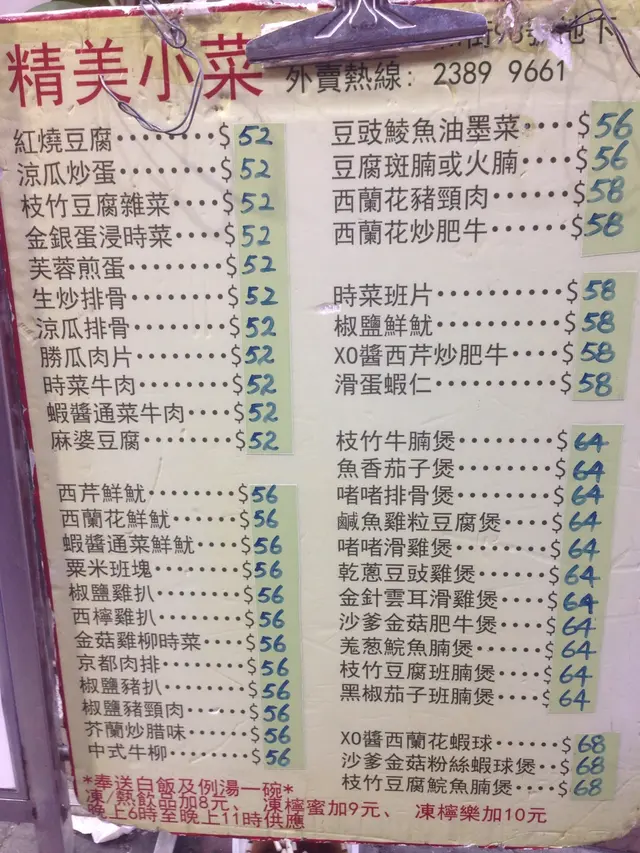 精美小菜
外賣熱線: 2389 9661
紅燒豆腐········$52
涼瓜炒蛋········$52
枝竹豆腐雜菜····$52
金銀蛋浸時菜····$52
芙蓉煎蛋········$52
生炒排骨········$52
涼瓜排骨········$52
勝瓜肉片········$52
時菜牛肉········$52
蝦醬通菜牛肉····$52
麻婆豆腐········$52
西芹鮮魷········$56
西蘭花鮮魷······$56
蝦醬通菜鮮魷····$56
粟米班塊········$56
椒鹽雞扒········$56
西檸雞扒········$56
金菇雞柳時菜····$56
京都肉排········$56
椒鹽豬扒········$56
椒鹽豬頸肉······$56
芥蘭炒腊味······$56
中式牛柳········$56
豆豉鯪魚油墨菜····$56
豆腐斑腩或火腩····$56
西蘭花豬頸肉······$58
西蘭花炒肥牛······$58
時菜班片··········$58
椒鹽鮮魷··········$58
XO醬西芹炒肥牛····$58
滑蛋蝦仁··········$58
枝竹牛腩煲········$64
魚香茄子煲········$64
啫啫排骨煲········$64
鹹魚雞粒豆腐煲····$64
啫啫滑雞煲········$64
乾蔥豆豉雞煲······$64
金針雲耳滑雞煲····$64
沙爹金菇肥牛煲····$64
羗葱鯇魚腩煲······$64
枝竹豆腐班腩煲····$64
黑椒茄子班腩煲····$64
XO醬西蘭花蝦球······$68
沙爹金菇粉絲蝦球煲··$68
枝竹豆腐鯇魚腩煲····$68
*奉送白飯及例湯一碗*
凍/熱飲品加8元、 凍檸蜜加9元、 凍檸樂加10元
晚上6時至晚上11時供應